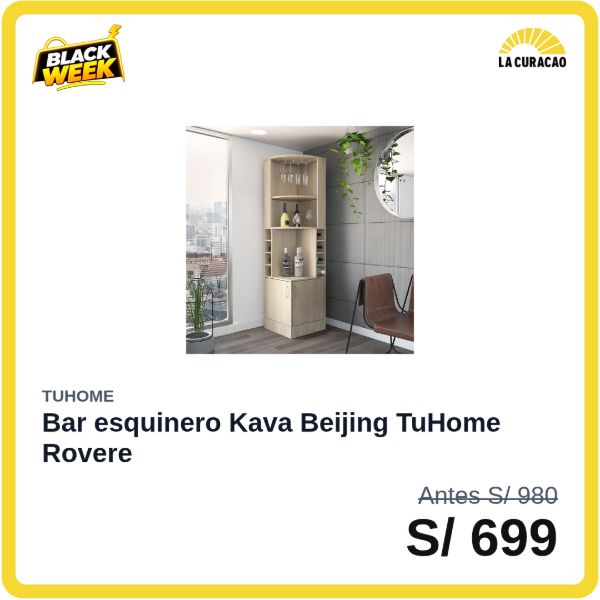 BLACK
WEEK
LA CURACAO
TUHOME
Bar esquinero Kava Beijing TuHome
Rovere
Antes S/ 980
S/ 699